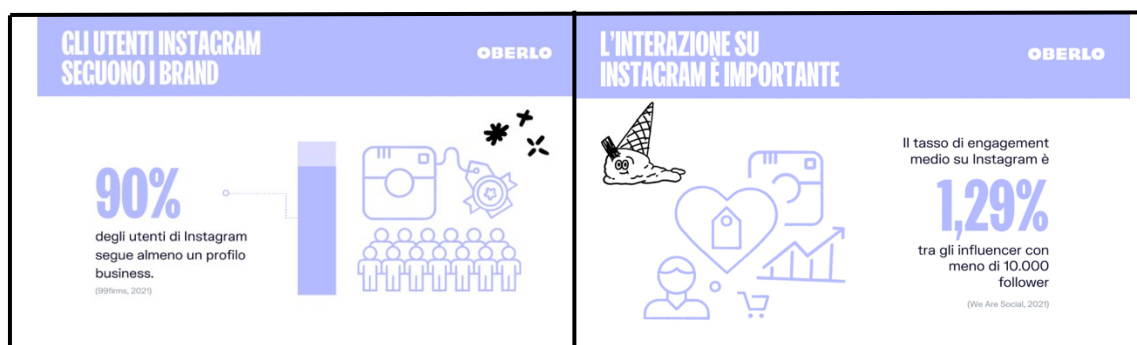 GLI UTENTI INSTAGRAM
SEGUONO I BRAND
OBERLO
90%
degli utenti di Instagram
segue almeno un profilo
business.
(99firms, 2021)
L'INTERAZIONE SU
INSTAGRAM È IMPORTANTE
OBERLO
Il tasso di engagement
medio su Instagram è
1,29%
tra gli influencer con
meno di 10.000
follower
(We Are Social, 2021)